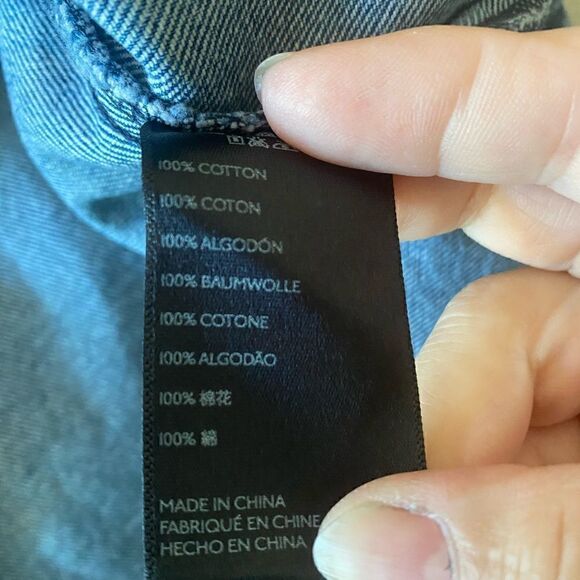 100% COTTON
100% COTON
100% ALGODÓN
100% BAUMWOLLE
100% COTONE
100% ALGODÃO
100% 棉花
100% 綿
MADE IN CHINA
FABRIQUÉ EN CHINE
HECHO EN CHINA